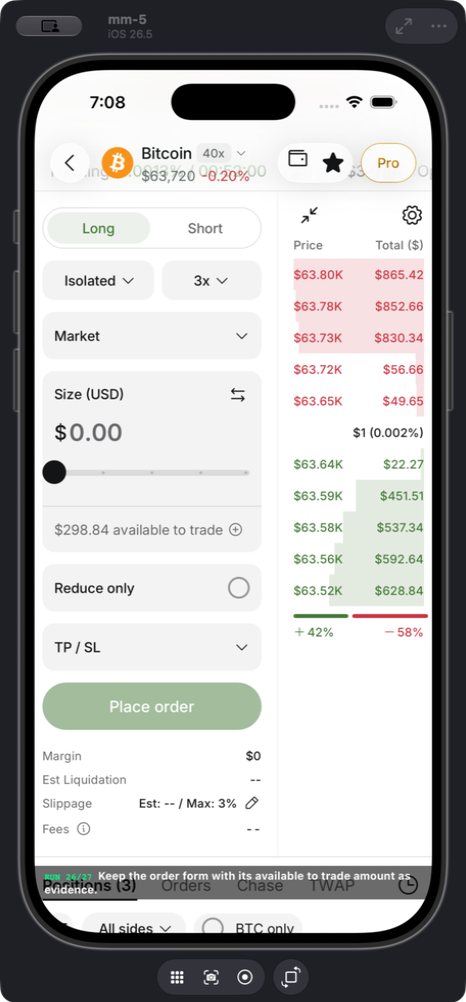 mm-5
iOS 26.5
7:08
Bitcoin 40x
$63,720 -0.20%
Pro
Long Short
Isolated 3x
Market
Size (USD)
$0.00
$298.84 available to trade
Reduce only
TP / SL
Place order
Margin $0
Est Liquidation --
Slippage Est: -- / Max: 3%
Fees --
Price Total ($)
$63.80K $865.42
$63.78K $852.66
$63.73K $830.34
$63.72K $56.66
$63.65K $49.65
$1 (0.002%)
$63.64K $22.27
$63.59K $451.51
$63.58K $537.34
$63.56K $592.64
$63.52K $628.84
+42% −58%
RUN 24/27 Keep the order form with its available to trade amount as
evidence.
Positions (3) Orders Chase TWAP
All sides BTC only